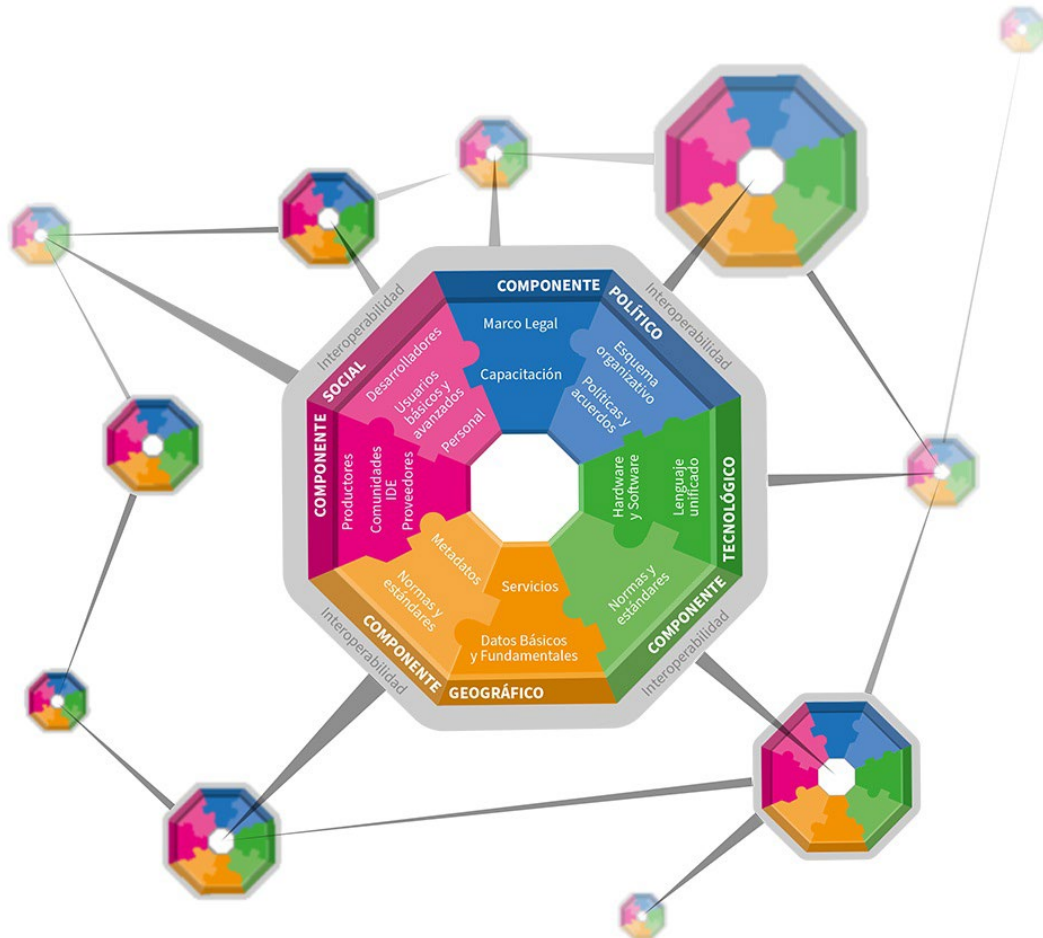 COMPONENTE
POLÍTICO
Interoperabilidad
Marco Legal
Capacitación
Esquema
organizativo
Políticas y
acuerdos
TECNOLÓGICO
COMPONENTE
Interoperabilidad
Hardware
y Software
Lenguaje
unificado
Normas y
estándares
COMPONENTE
GEOGRÁFICO
Interoperabilidad
Servicios
Datos Básicos
y Fundamentales
Metadatos
Normas y
estándares
COMPONENTE
SOCIAL
Interoperabilidad
Productores
Comunidades
IDE
Proveedores
Desarrolladores
Usuarios
básicos y
avanzados
Personal